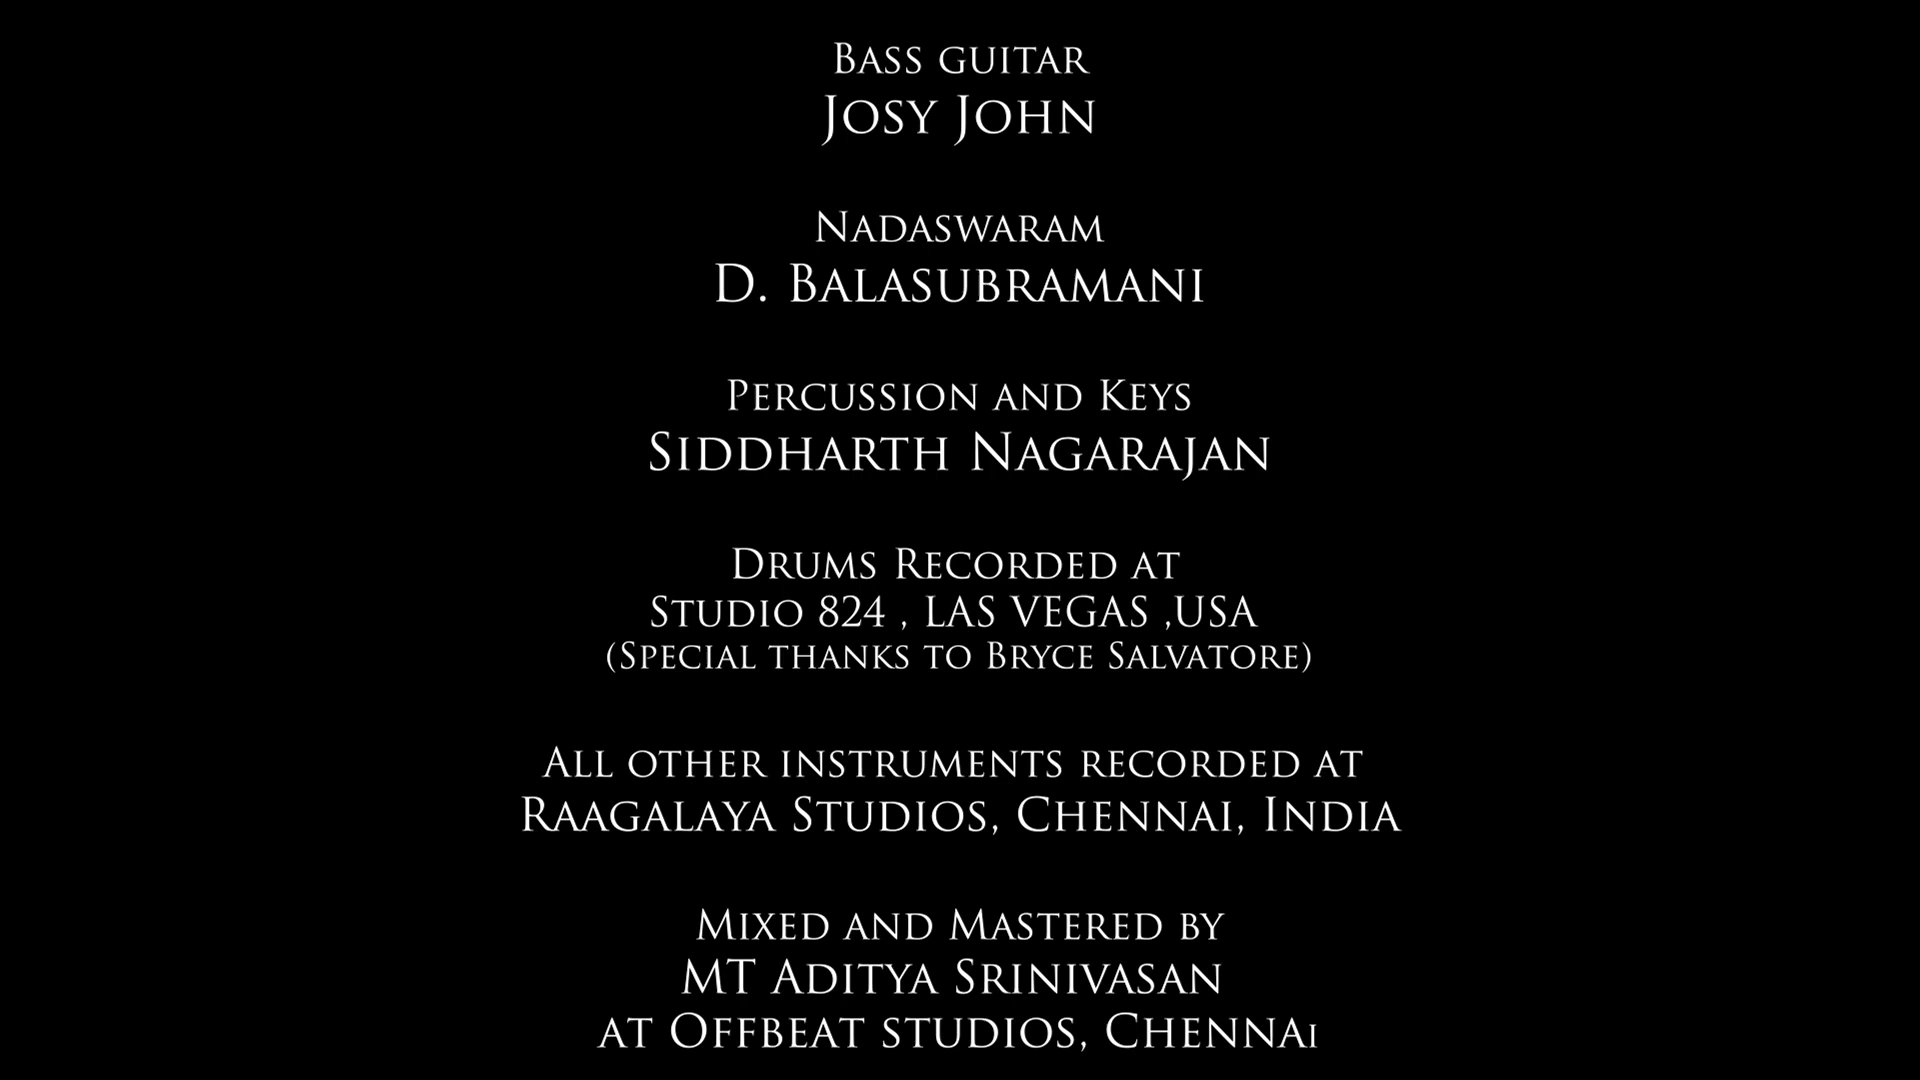 Bass guitar
Josy John
Nadaswaram
D. Balasubramani
Percussion and Keys
Siddharth Nagarajan
Drums Recorded at
Studio 824 , LAS VEGAS ,USA
(Special thanks to Bryce Salvatore)
All other instruments recorded at
Raagalaya Studios, Chennai, India
Mixed and Mastered by
MT Aditya Srinivasan
at Offbeat studios, Chennai